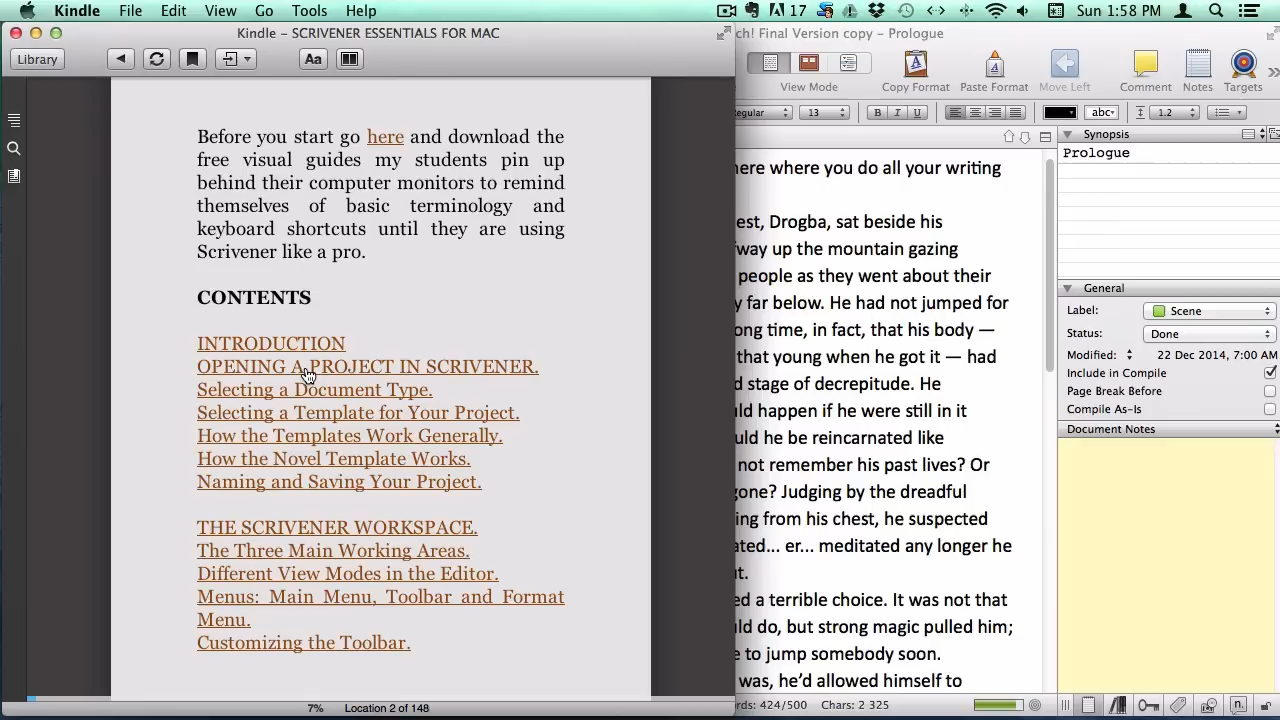 Kindle File Edit View Go Tools Help 17 Sun 1:58 PM
Kindle – SCRIVENER ESSENTIALS FOR MAC
Library Aa
Before you start go here and download the
free visual guides my students pin up
behind their computer monitors to remind
themselves of basic terminology and
keyboard shortcuts until they are using
Scrivener like a pro.
CONTENTS
INTRODUCTION
OPENING A PROJECT IN SCRIVENER.
Selecting a Document Type.
Selecting a Template for Your Project.
How the Templates Work Generally.
How the Novel Template Works.
Naming and Saving Your Project.
THE SCRIVENER WORKSPACE.
The Three Main Working Areas.
Different View Modes in the Editor.
Menus: Main Menu, Toolbar and Format
Menu.
Customizing the Toolbar.
7% Location 2 of 148
ch! Final Version copy – Prologue
View Mode Copy Format Paste Format Move Left Comment Notes Targets
egular 13 B I U abc 1.2
here where you do all your writing
est, Drogba, sat beside his
fway up the mountain gazing
people as they went about their
y far below. He had not jumped for
ong time, in fact, that his body —
that young when he got it — had
d stage of decrepitude. He
uld happen if he were still in it
uld he be reincarnated like
not remember his past lives? Or
gone? Judging by the dreadful
ing from his chest, he suspected
ated... er... meditated any longer he
ut.
ed a terrible choice. It was not that
uld do, but strong magic pulled him;
e to jump somebody soon.
was, he’d allowed himself to
rds: 424/500 Chars: 2 325
Synopsis
Prologue
General
Label: Scene
Status: Done
Modified: 22 Dec 2014, 7:00 AM
Include in Compile
Page Break Before
Compile As-Is
Document Notes